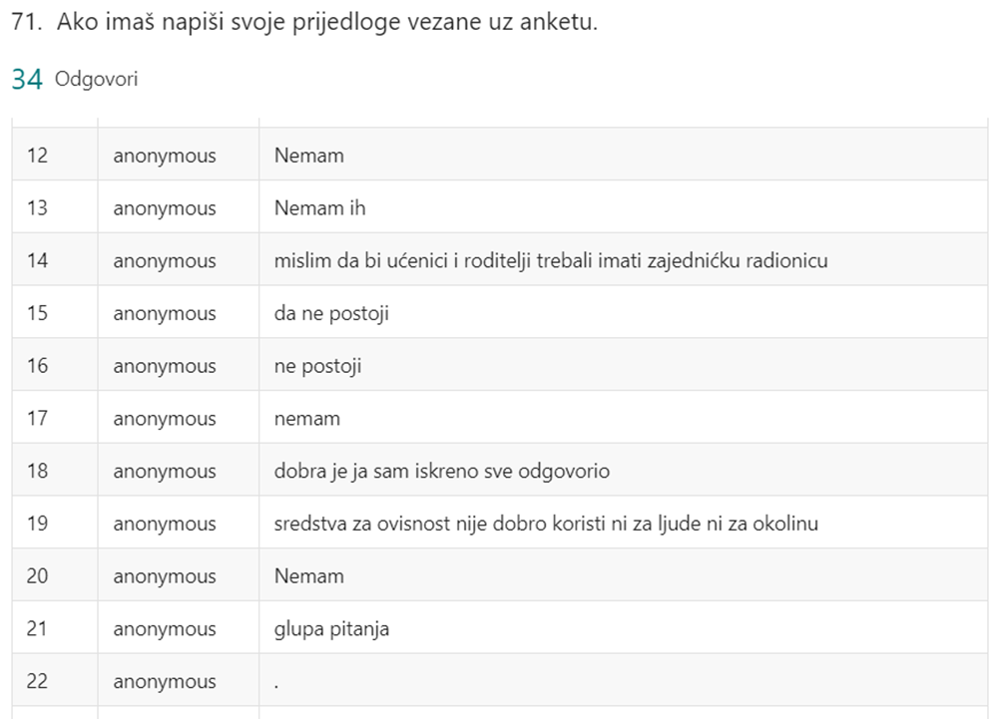 71. Ako imaš napiši svoje prijedloge vezane uz anketu.
34 Odgovori
12 anonymous Nemam
13 anonymous Nemam ih
14 anonymous mislim da bi ućenici i roditelji trebali imati zajednićku radionicu
15 anonymous da ne postoji
16 anonymous ne postoji
17 anonymous nemam
18 anonymous dobra je ja sam iskreno sve odgovorio
19 anonymous sredstva za ovisnost nije dobro koristi ni za ljude ni za okolinu
20 anonymous Nemam
21 anonymous glupa pitanja
22 anonymous .